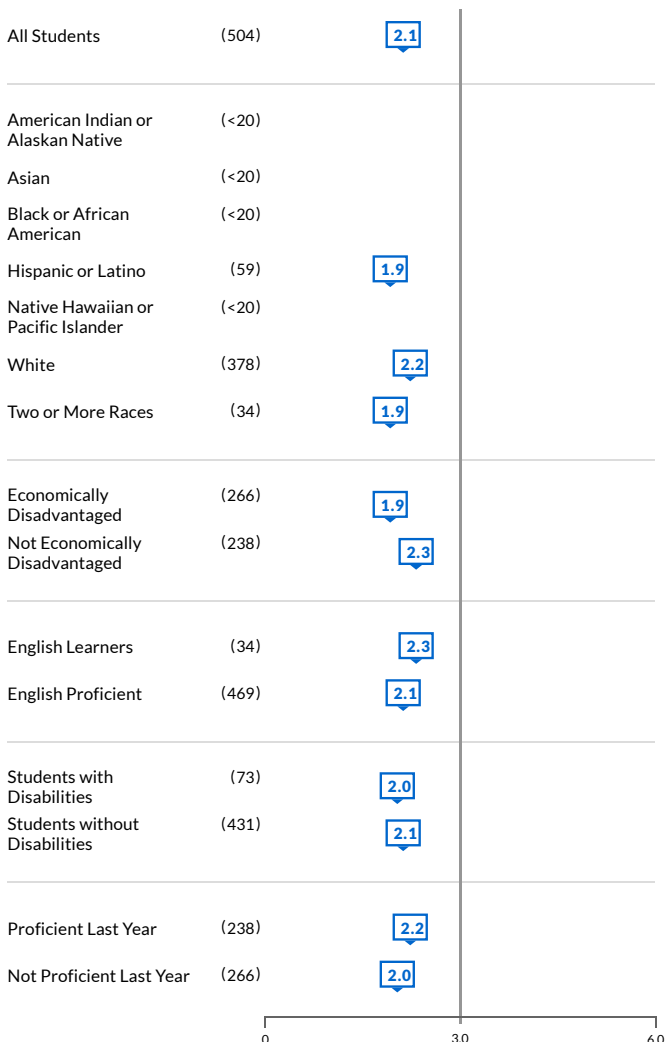 All Students (504) 2.1
American Indian or (<20)
Alaskan Native
Asian (<20)
Black or African (<20)
American
Hispanic or Latino (59) 1.9
Native Hawaiian or (<20)
Pacific Islander
White (378) 2.2
Two or More Races (34) 1.9
Economically (266) 1.9
Disadvantaged
Not Economically (238) 2.3
Disadvantaged
English Learners (34) 2.3
English Proficient (469) 2.1
Students with (73) 2.0
Disabilities
Students without (431) 2.1
Disabilities
Proficient Last Year (238) 2.2
Not Proficient Last Year (266) 2.0
0 3.0 6.0